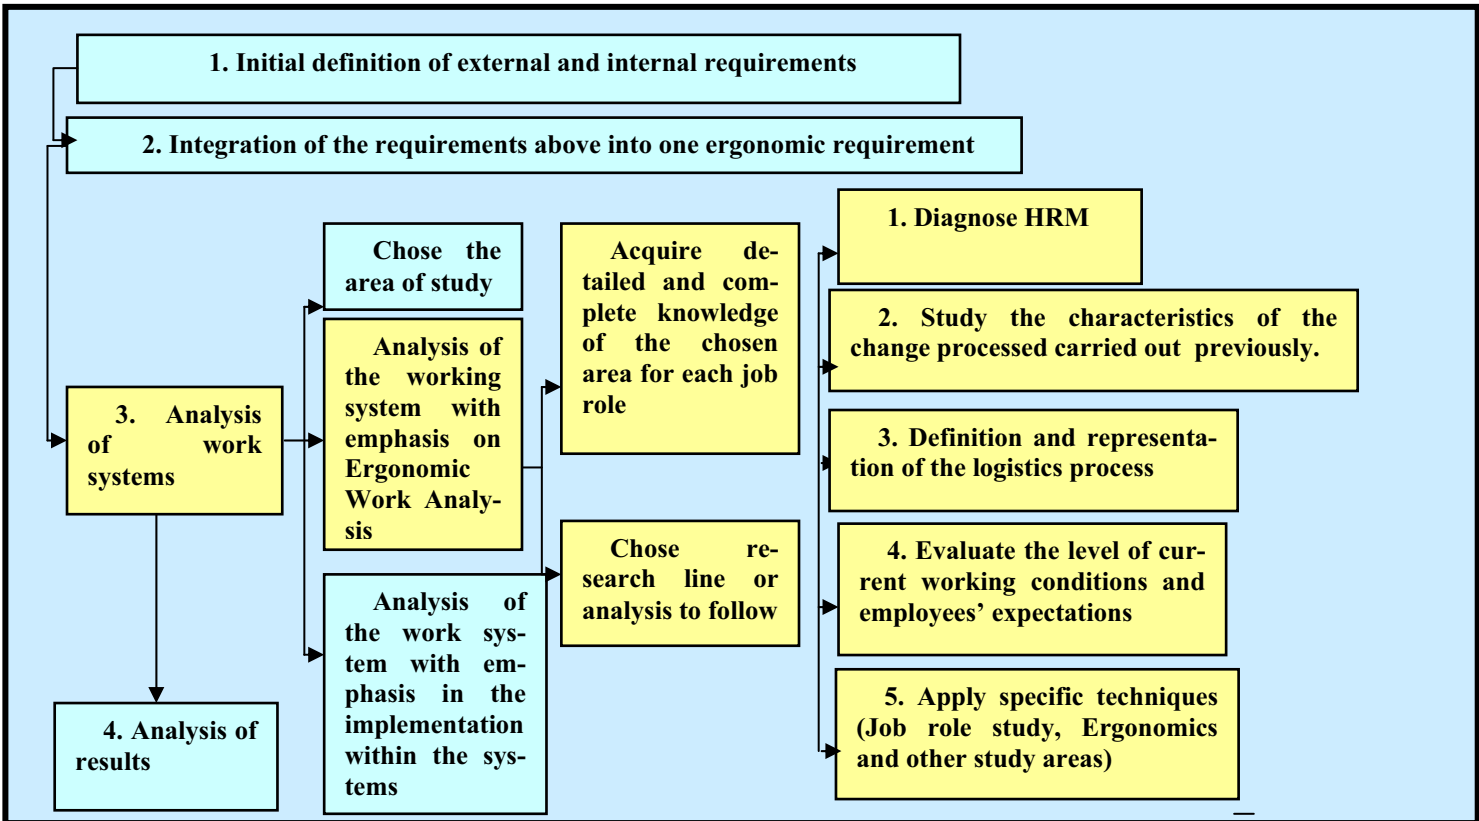 1. Initial definition of external and internal requirements
2. Integration of the requirements above into one ergonomic requirement
3. Analysis
of work
systems
4. Analysis of
results
Chose the
area of study
Analysis of
the working
system with
emphasis on
Ergonomic
Work Analy-
sis
Analysis of
the work sys-
tem with em-
phasis in the
implementation
within the sys-
tems
Acquire de-
tailed and com-
plete knowledge
of the chosen
area for each job
role
Chose re-
search line or
analysis to follow
1. Diagnose HRM
2. Study the characteristics of the
change processed carried out previously.
3. Definition and representa-
tion of the logistics process
4. Evaluate the level of cur-
rent working conditions and
employees’ expectations
5. Apply specific techniques
(Job role study, Ergonomics
and other study areas)